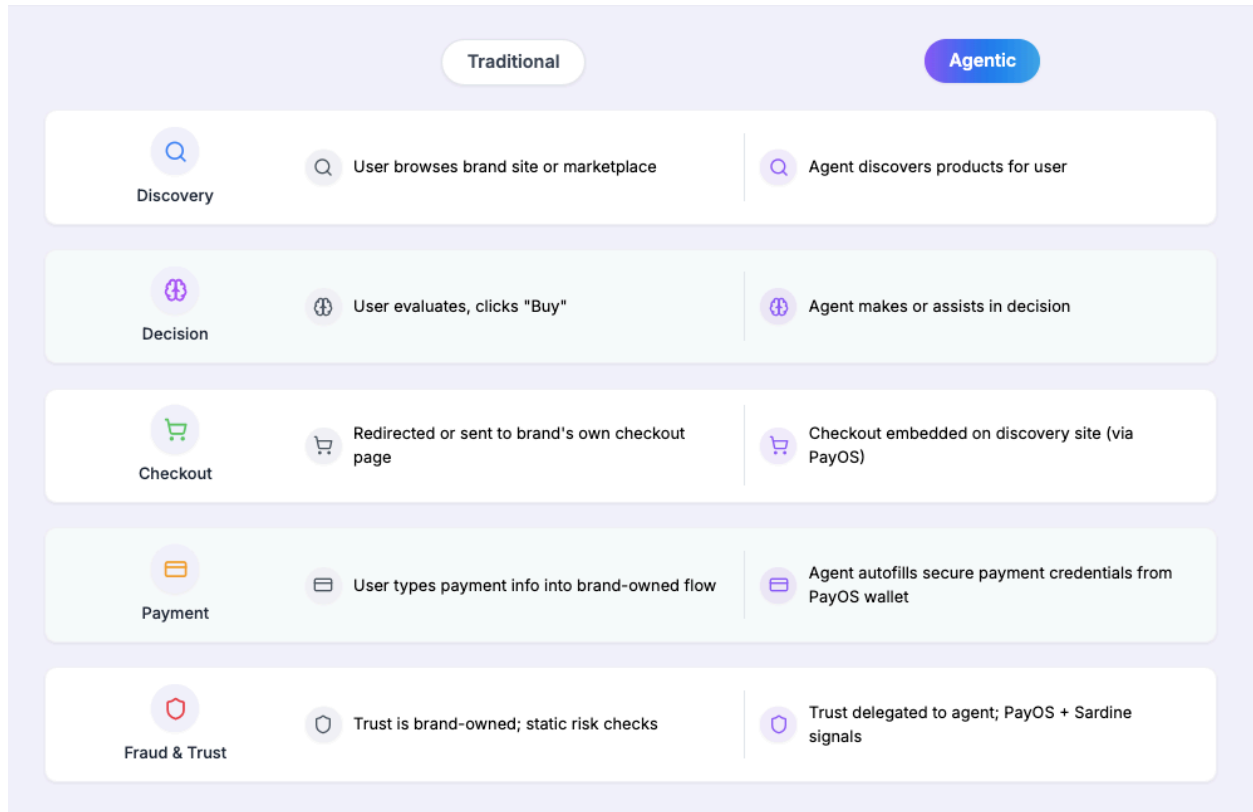 Traditional
Agentic
Discovery
User browses brand site or marketplace
Agent discovers products for user
Decision
User evaluates, clicks "Buy"
Agent makes or assists in decision
Checkout
Redirected or sent to brand's own checkout
page
Checkout embedded on discovery site (via
PayOS)
Payment
User types payment info into brand-owned flow
Agent autofills secure payment credentials from
PayOS wallet
Fraud & Trust
Trust is brand-owned; static risk checks
Trust delegated to agent; PayOS + Sardine
signals